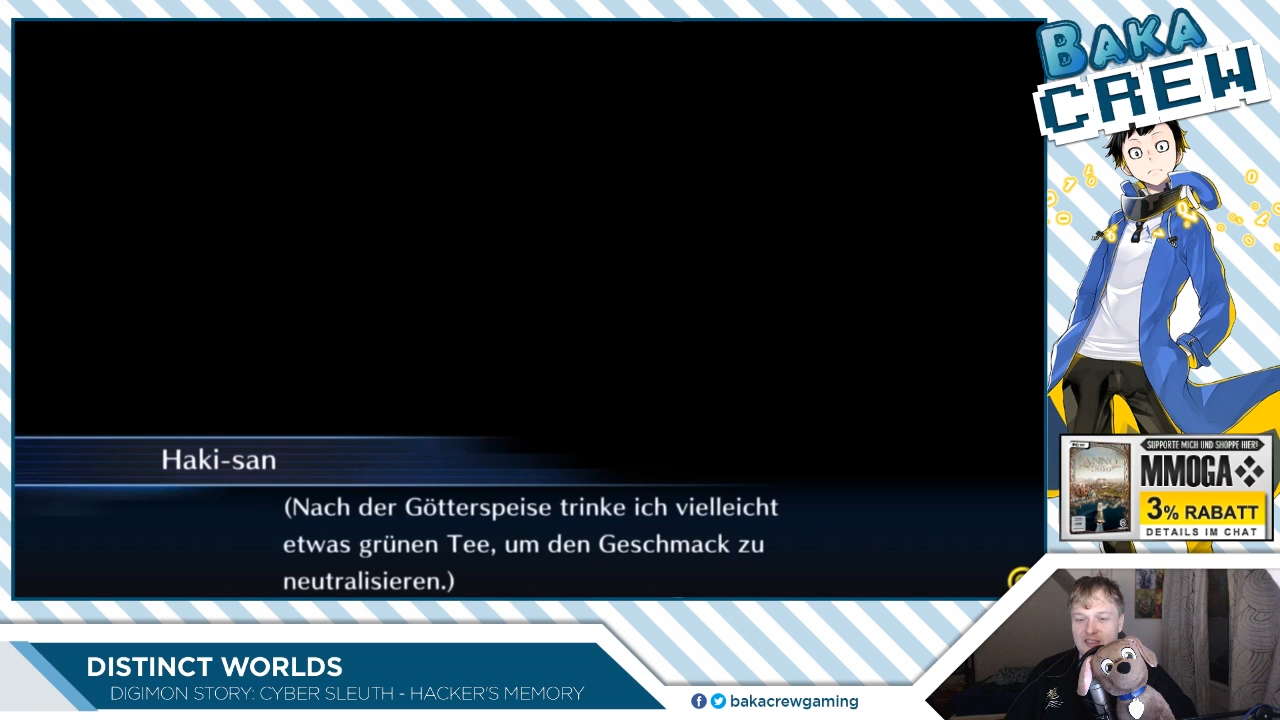 BAKA
CREW
Haki-san
(Nach der Götterspeise trinke ich vielleicht
etwas grünen Tee, um den Geschmack zu
neutralisieren.)
SUPPORTE MICH UND SHOPPE HIER!
ANNO
1800
MMOGA
3% RABATT
DETAILS IM CHAT
DISTINCT WORLDS
DIGIMON STORY: CYBER SLEUTH - HACKER'S MEMORY
bakacrewgaming